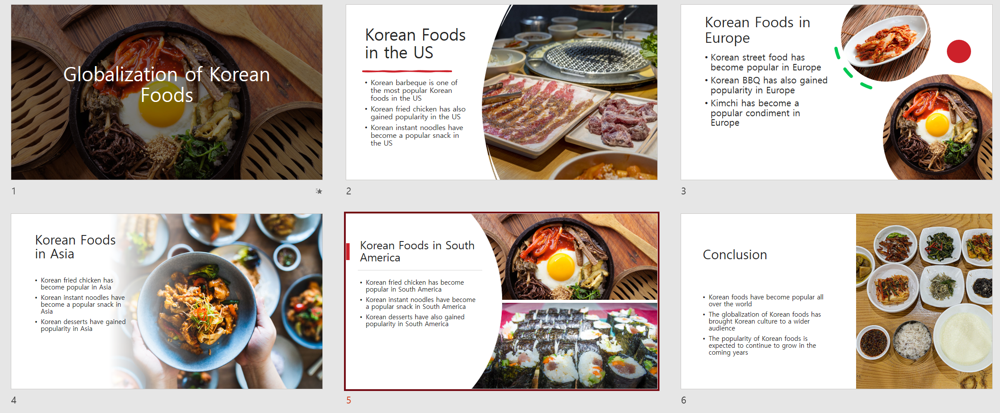 Globalization of Korean
Foods
1
Korean Foods
in the US
• Korean barbeque is one of
the most popular Korean
foods in the US
• Korean fried chicken has also
gained popularity in the US
• Korean instant noodles have
become a popular snack in
the US
2
Korean Foods in
Europe
• Korean street food has
become popular in Europe
• Korean BBQ has also gained
popularity in Europe
• Kimchi has become a
popular condiment in
Europe
3
Korean Foods
in Asia
• Korean fried chicken has
become popular in Asia
• Korean instant noodles have
become a popular snack in
Asia
• Korean desserts have gained
popularity in Asia
4
Korean Foods in South
America
• Korean fried chicken has become
popular in South America
• Korean instant noodles have become
a popular snack in South America
• Korean desserts have also gained
popularity in South America
5
Conclusion
• Korean foods have become popular all
over the world
• The globalization of Korean foods has
brought Korean culture to a wider
audience
• The popularity of Korean foods is
expected to continue to grow in the
coming years
6